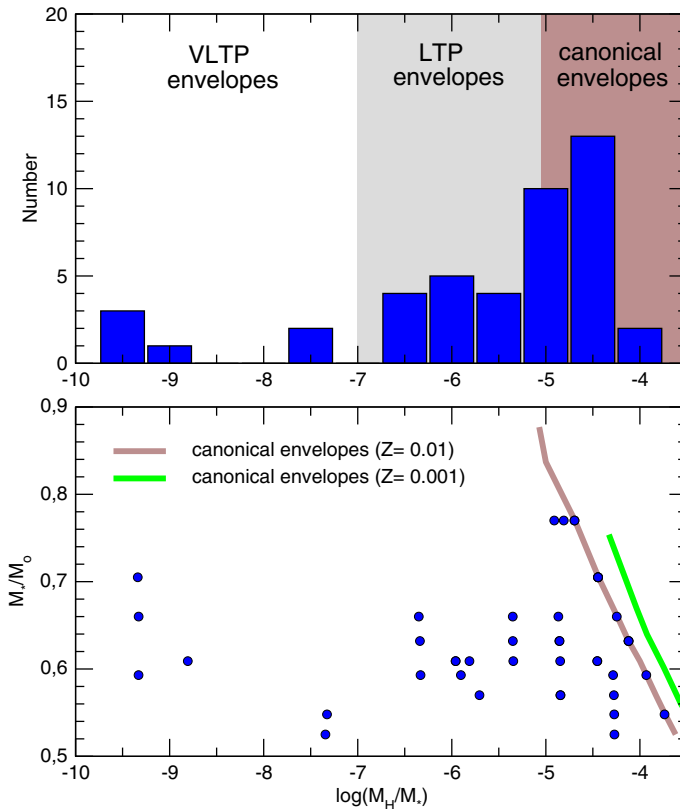 20
15
10
5
0
Number
VLTP
envelopes
LTP
envelopes
canonical
envelopes
-10
-9
-8
-7
-6
-5
-4
0,9
0,8
0,7
0,6
0,5
M*/Mo
canonical envelopes (Z= 0.01)
canonical envelopes (Z= 0.001)
-10
-9
-8
-7
-6
-5
-4
log(MH/M*)